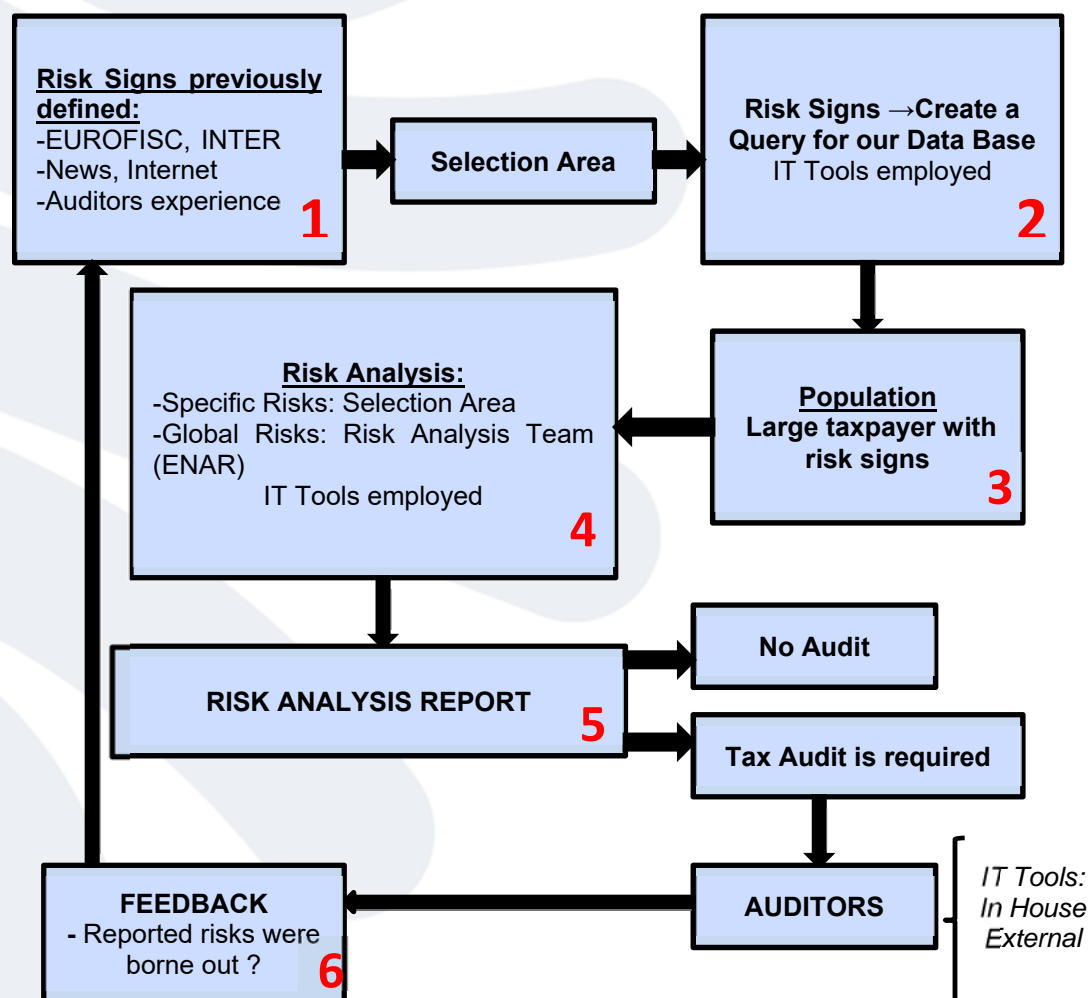 Risk Signs previously
defined:
-EUROFISC, INTER
-News, Internet
-Auditors experience
1
Selection Area
Risk Signs →Create a
Query for our Data Base
IT Tools employed
2
Population
Large taxpayer with
risk signs
3
Risk Analysis:
-Specific Risks: Selection Area
-Global Risks: Risk Analysis Team
(ENAR)
IT Tools employed
4
RISK ANALYSIS REPORT
5
No Audit
Tax Audit is required
AUDITORS
IT Tools:
In House
External
FEEDBACK
- Reported risks were
borne out ?
6